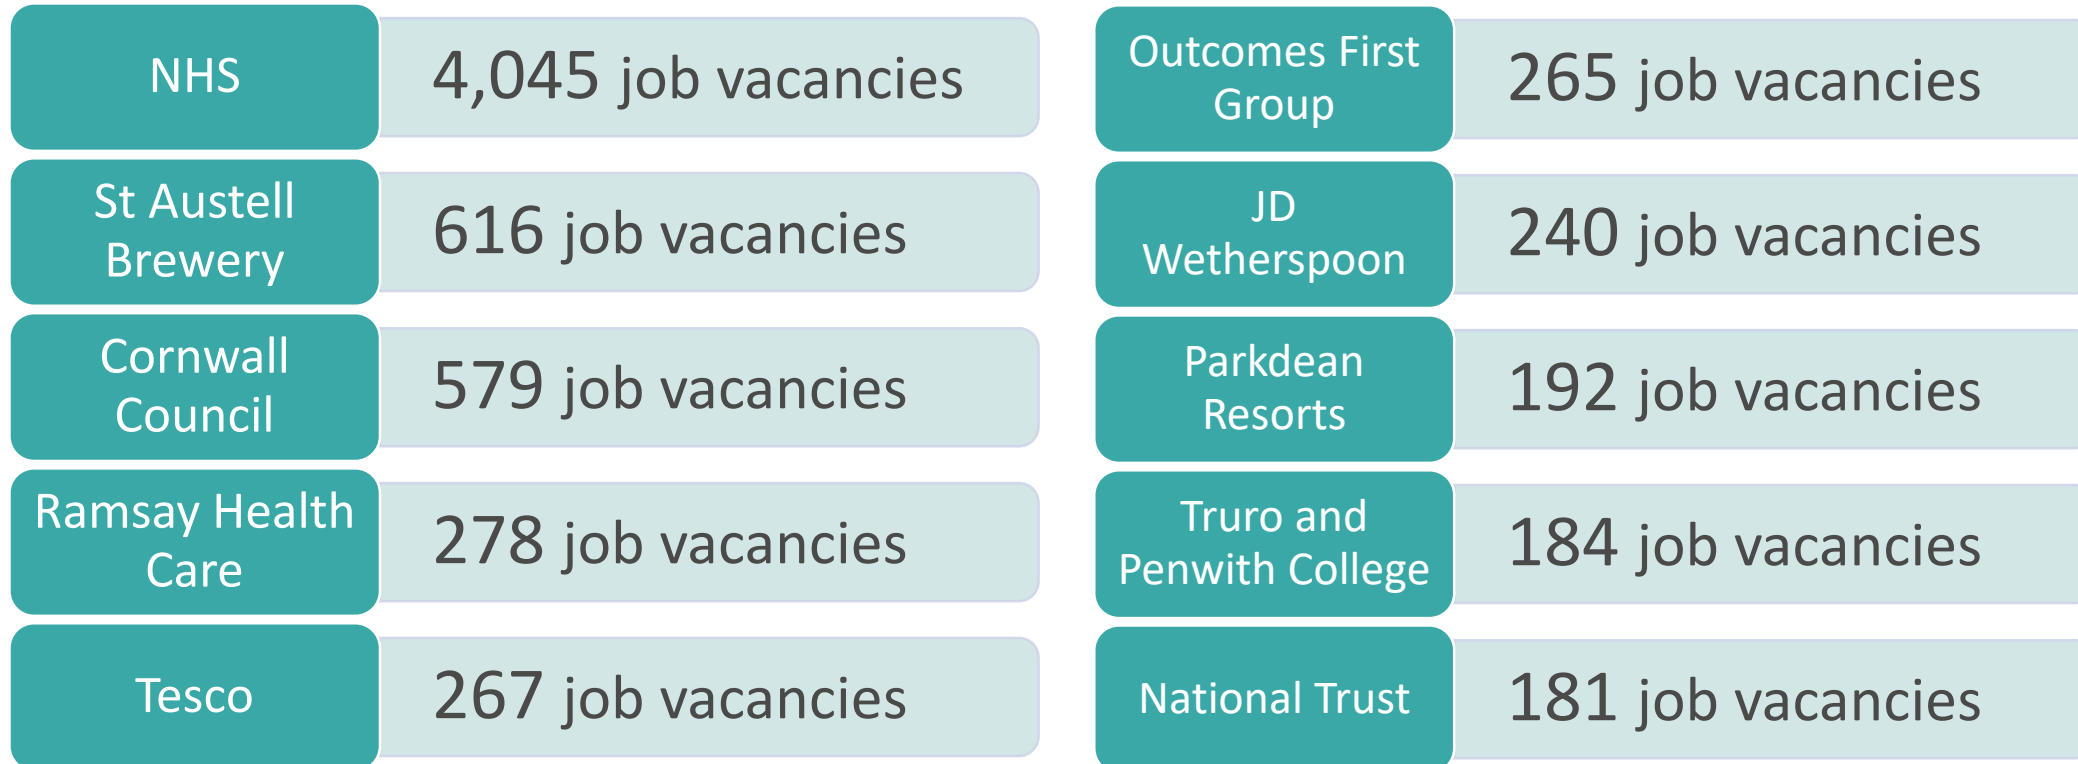 NHS
4,045 job vacancies
St Austell
Brewery
616 job vacancies
Cornwall
Council
579 job vacancies
Ramsay Health
Care
278 job vacancies
Tesco
267 job vacancies
Outcomes First
Group
265 job vacancies
JD
Wetherspoon
240 job vacancies
Parkdean
Resorts
192 job vacancies
Truro and
Penwith College
184 job vacancies
National Trust
181 job vacancies